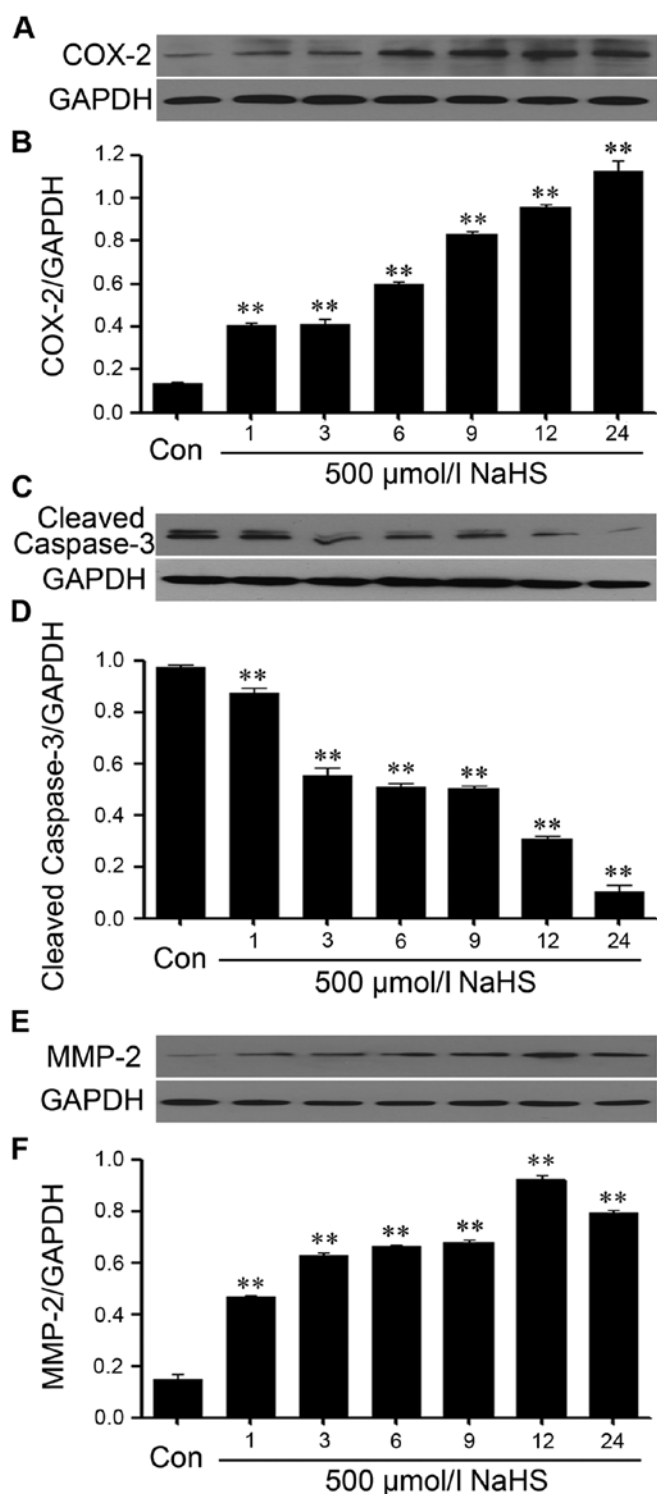 A
COX-2
GAPDH
B
COX-2/GAPDH
1.2
1.0
0.8
0.6
0.4
0.2
0.0
** ** ** ** ** **
Con 1 3 6 9 12 24
500 µmol/l NaHS
C
Cleaved
Caspase-3
GAPDH
D
Cleaved Caspase-3/GAPDH
1.0
0.8
0.6
0.4
0.2
0.0
** ** ** ** ** **
Con 1 3 6 9 12 24
500 µmol/l NaHS
E
MMP-2
GAPDH
F
MMP-2/GAPDH
1.0
0.8
0.6
0.4
0.2
0.0
** ** ** ** ** **
Con 1 3 6 9 12 24
500 µmol/l NaHS